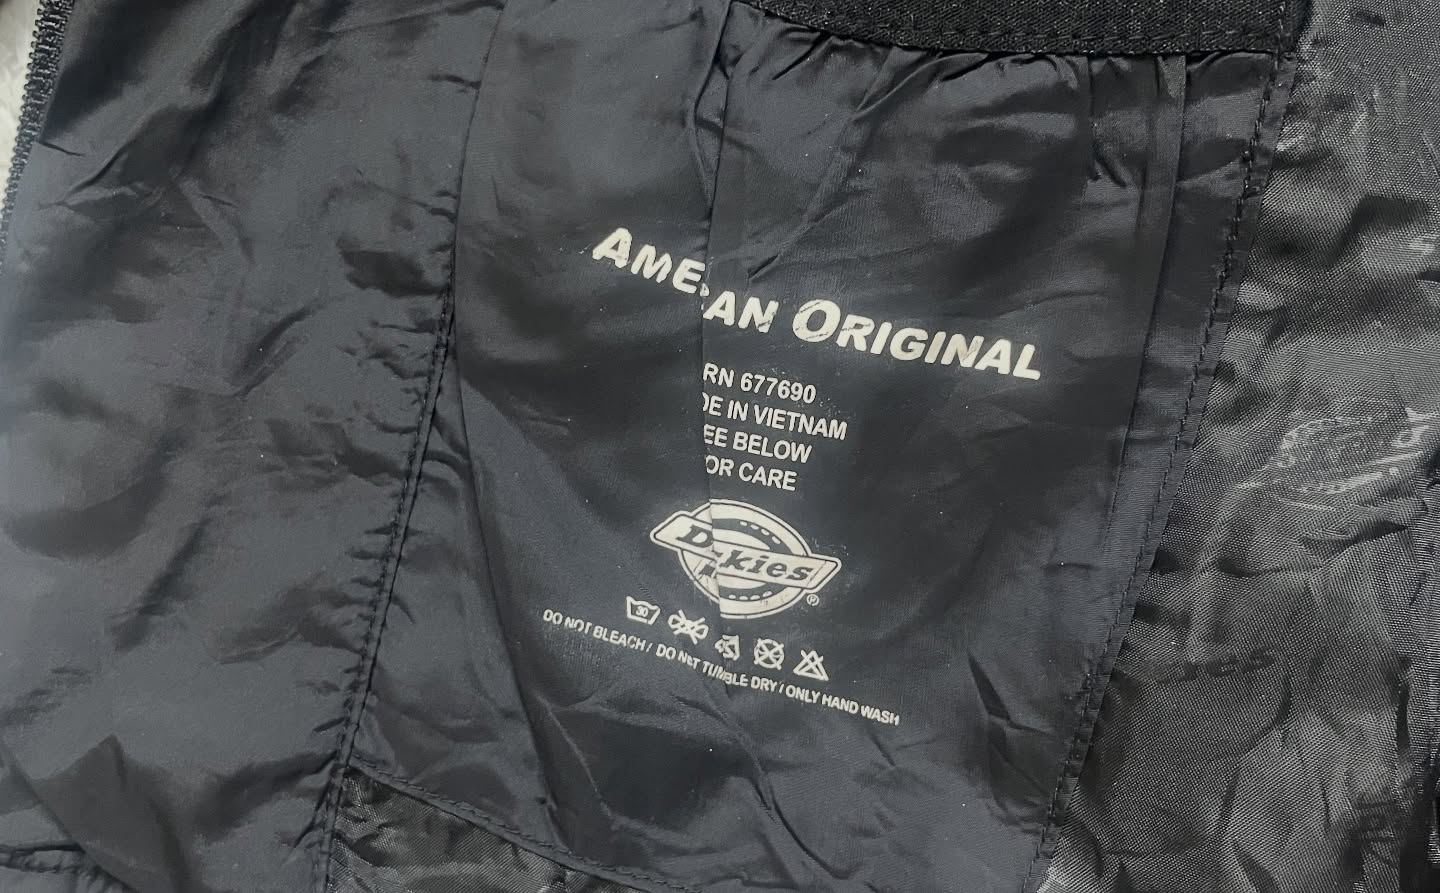 AME AN ORIGINAL
RN 677690
DE IN VIETNAM
EE BELOW
OR CARE
Dickies®
30
DO NOT BLEACH / DO NOT TUMBLE DRY / ONLY HAND WASH